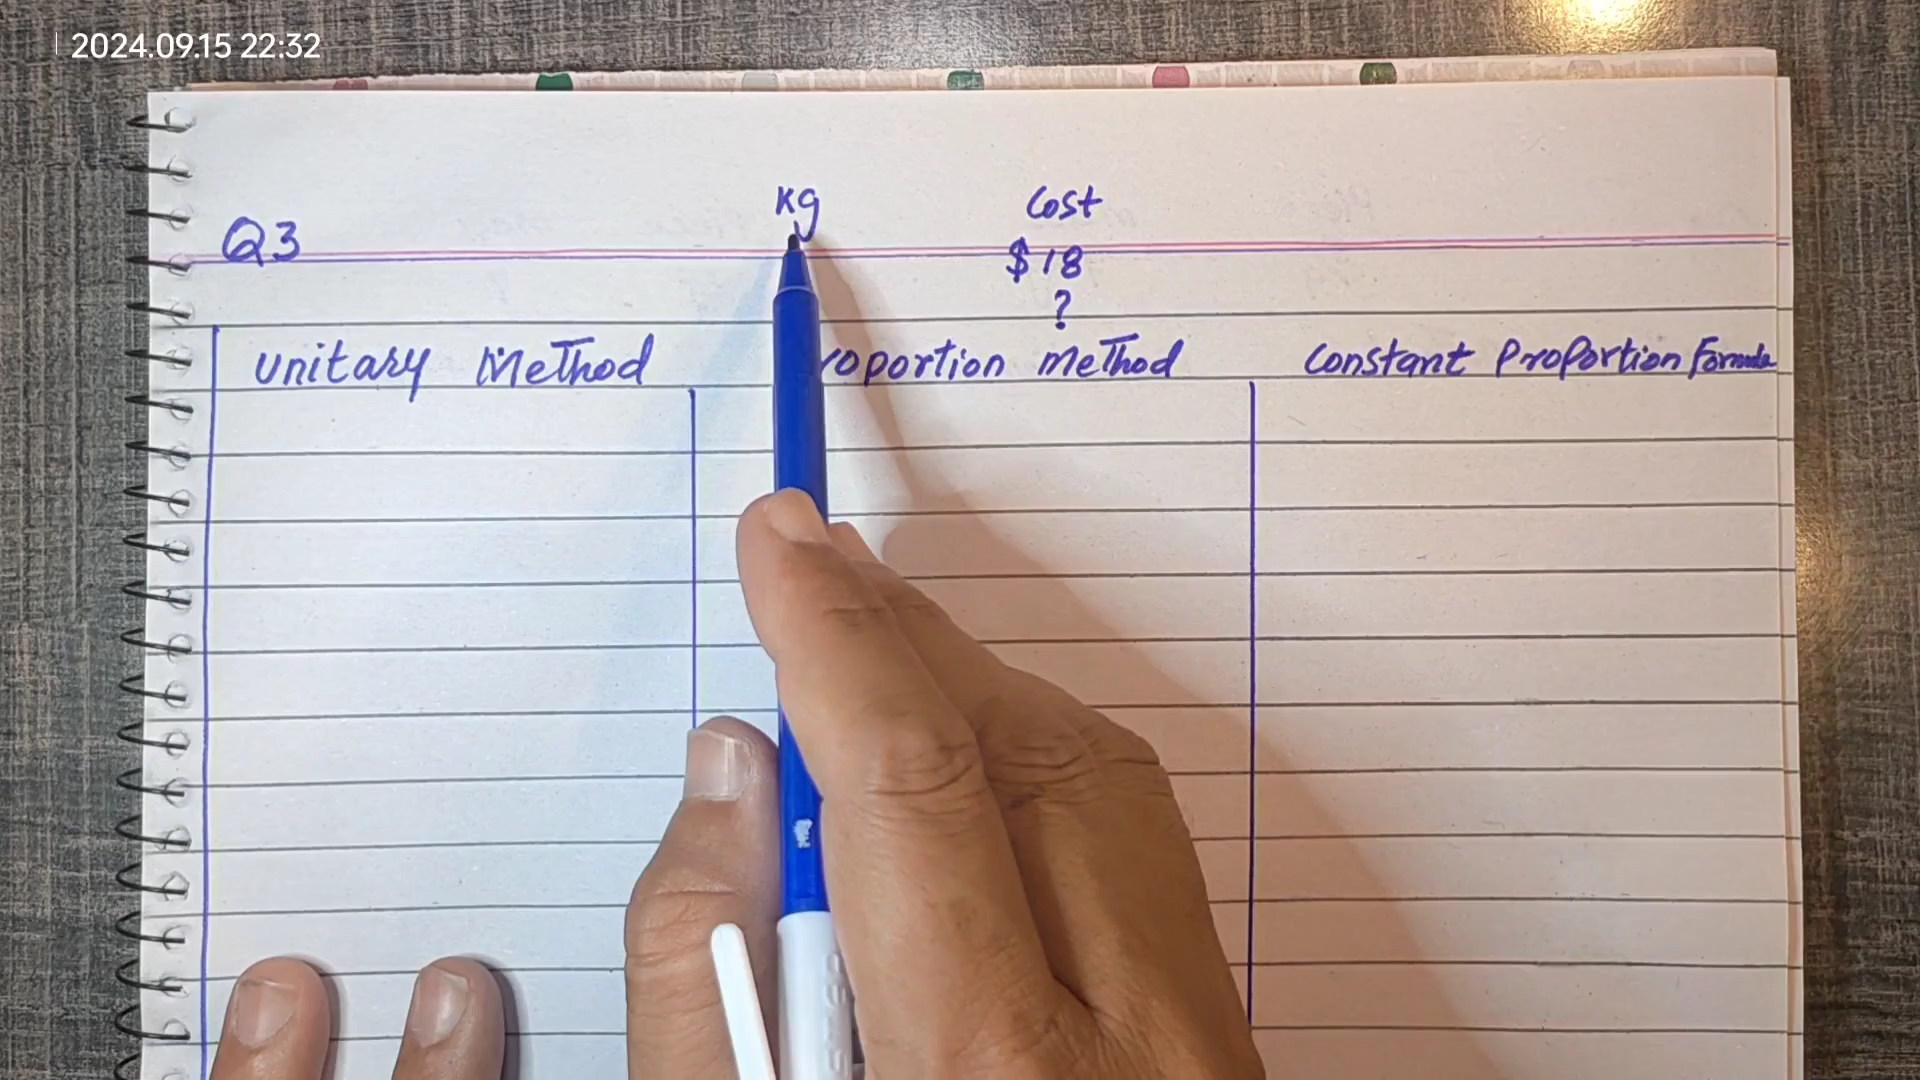 2024.09.15 22:32
Kg Cost
Q3
$18
?
Unitary Method roportion Method Constant Proportion Formula